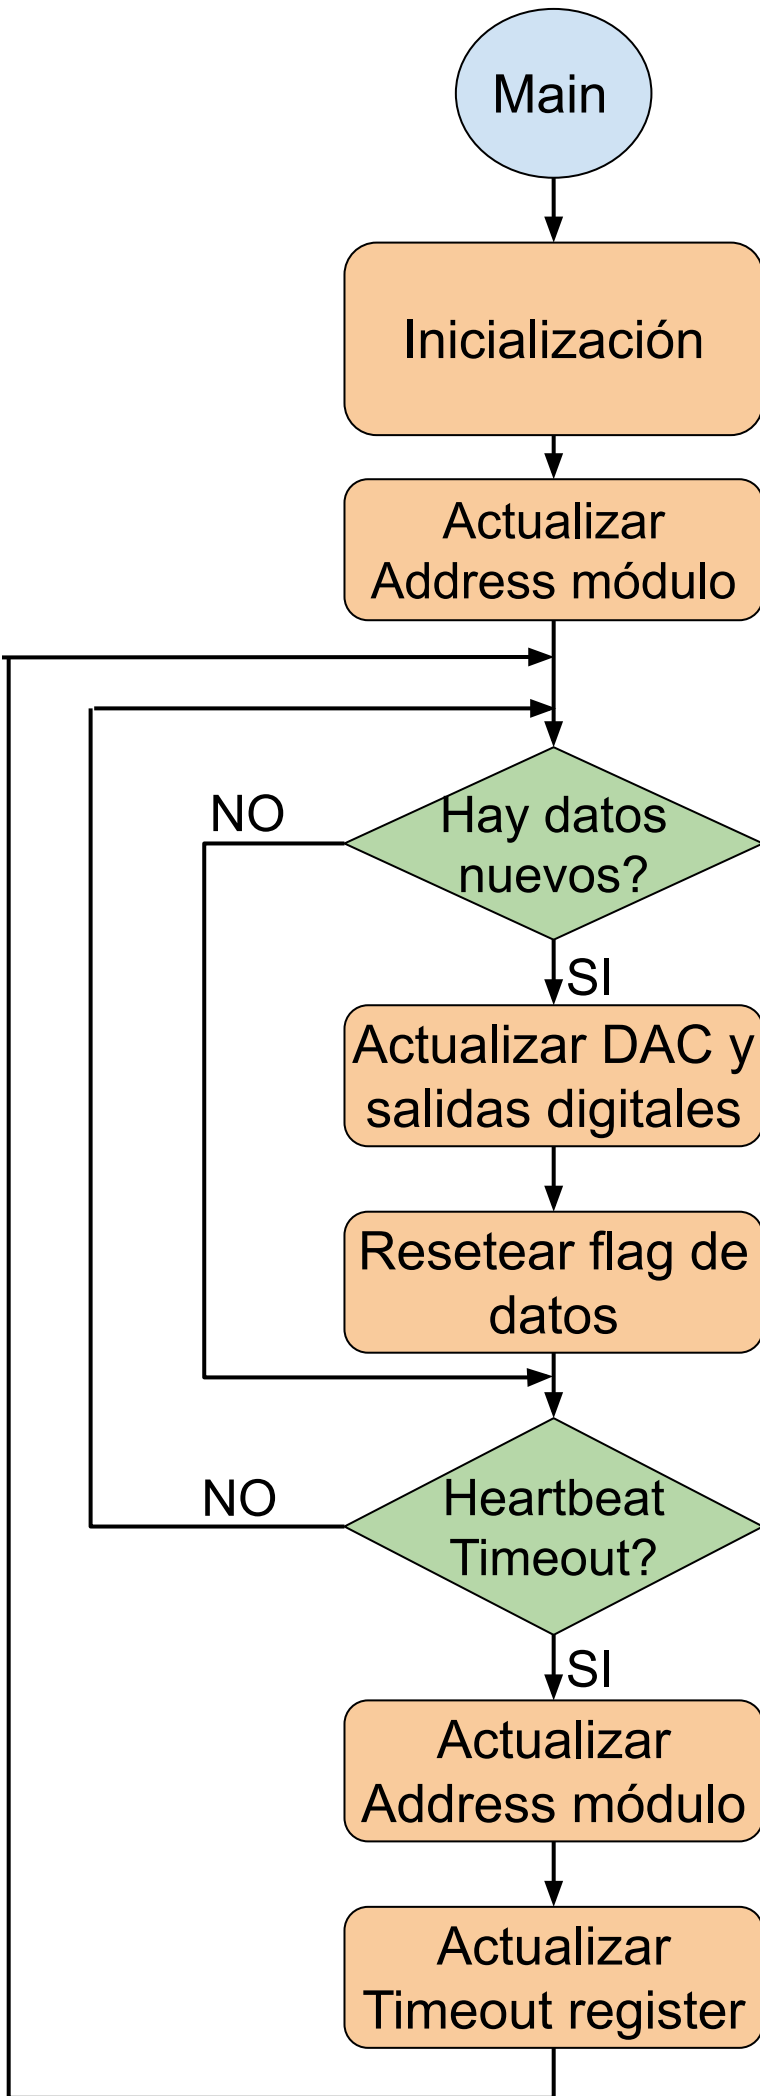 Main
Inicialización
Actualizar
Address módulo
NO
Hay datos
nuevos?
SI
Actualizar DAC y
salidas digitales
Resetear flag de
datos
NO
Heartbeat
Timeout?
SI
Actualizar
Address módulo
Actualizar
Timeout register